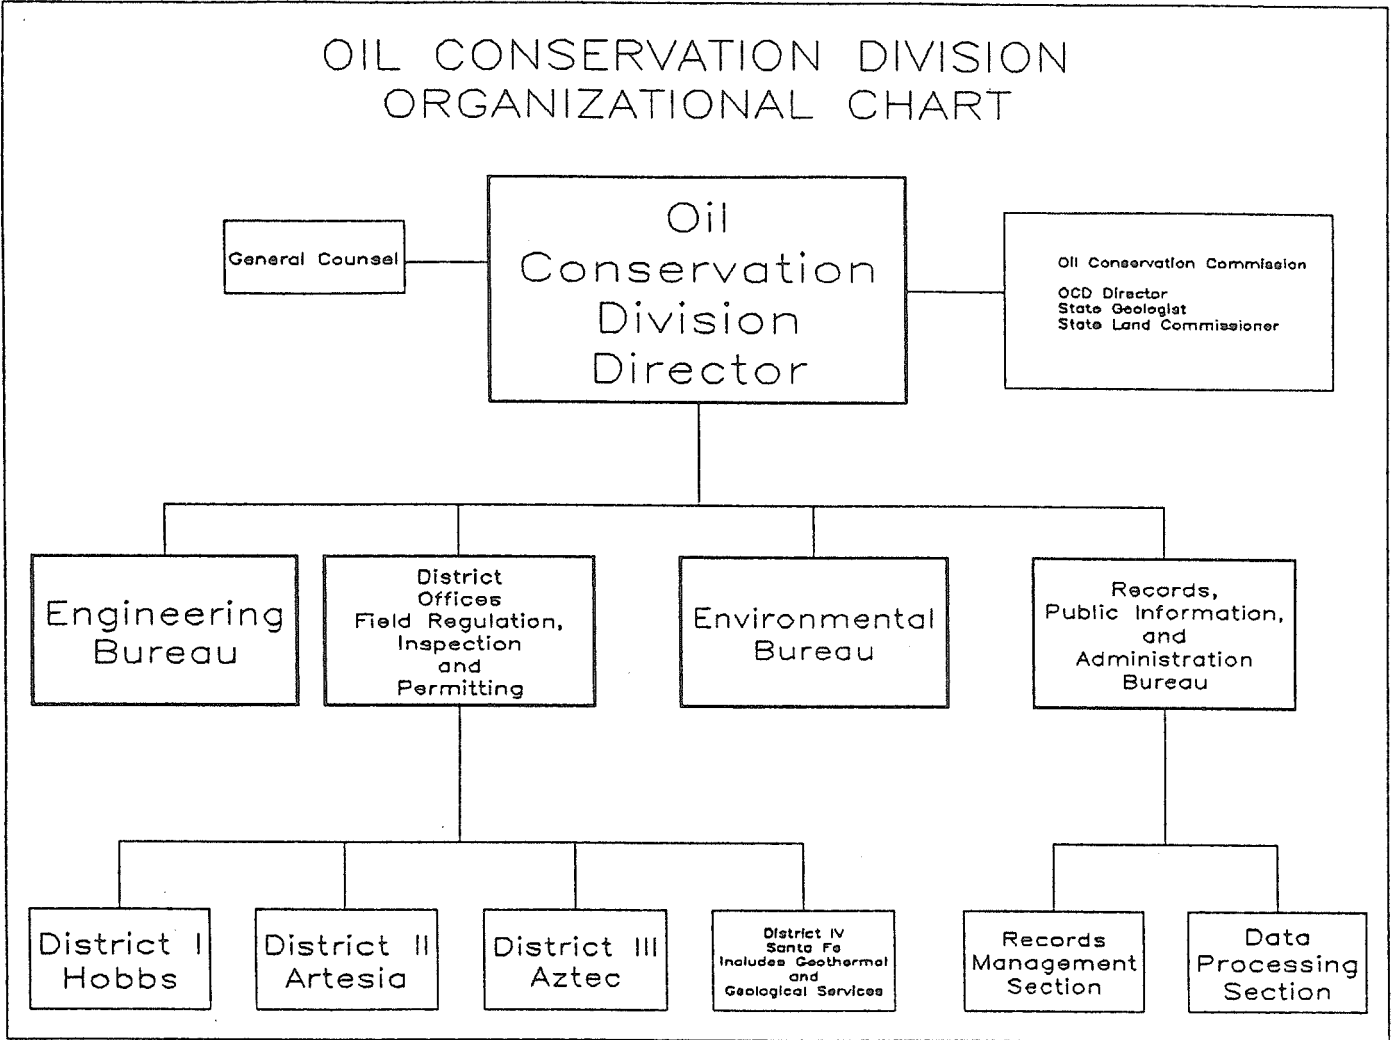 OIL CONSERVATION DIVISION
ORGANIZATIONAL CHART
Oil
Conservation
Division
Director
General Counsel
Oil Conservation Commission
OCD Director
State Geologist
State Land Commissioner
Engineering
Bureau
District
Offices
Field Regulation,
Inspection
and
Permitting
Environmental
Bureau
Records,
Public Information,
and
Administration
Bureau
District I
Hobbs
District II
Artesia
District III
Aztec
District IV
Santa Fe
Includes Geothermal
and
Geological Services
Records
Management
Section
Data
Processing
Section